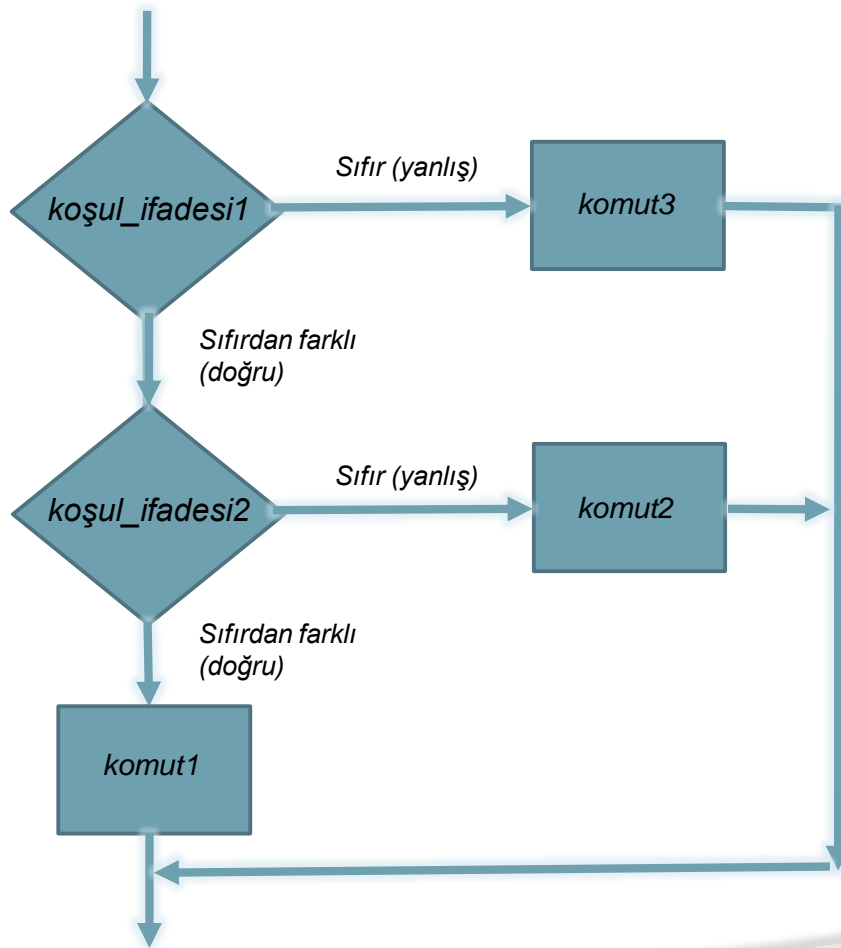 Sıfır (yanlış)
koşul_ifadesi1
komut3
Sıfırdan farklı
(doğru)
Sıfır (yanlış)
koşul_ifadesi2
komut2
Sıfırdan farklı
(doğru)
komut1